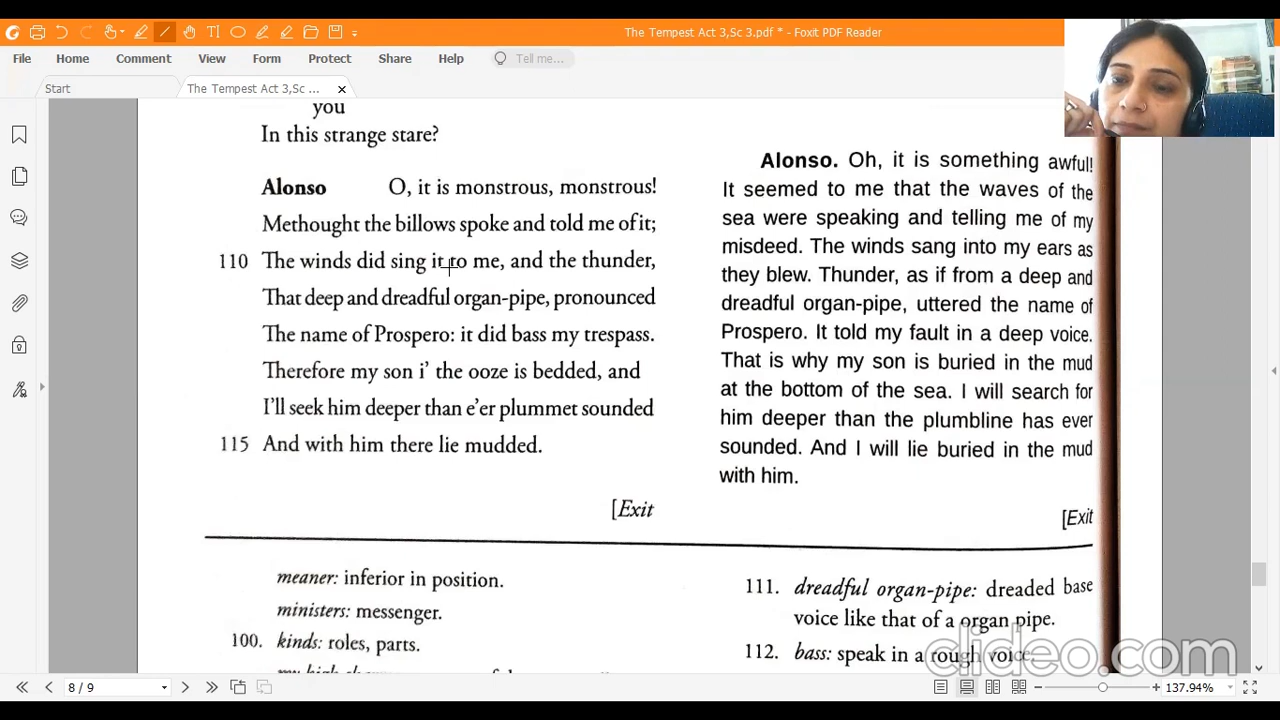 The Tempest Act 3,Sc 3.pdf * - Foxit PDF Reader
File Home Comment View Form Protect Share Help Tell me...
Start The Tempest Act 3,Sc ...
you
In this strange stare?
Alonso O, it is monstrous, monstrous!
Methought the billows spoke and told me of it;
110 The winds did sing it to me, and the thunder,
That deep and dreadful organ-pipe, pronounced
The name of Prospero: it did bass my trespass.
Therefore my son i' the ooze is bedded, and
I'll seek him deeper than e'er plummet sounded
115 And with him there lie mudded.
[Exit
Alonso. Oh, it is something awful!
It seemed to me that the waves of the
sea were speaking and telling me of my
misdeed. The winds sang into my ears as
they blew. Thunder, as if from a deep and
dreadful organ-pipe, uttered the name of
Prospero. It told my fault in a deep voice.
That is why my son is buried in the mud
at the bottom of the sea. I will search for
him deeper than the plumbline has ever
sounded. And I will lie buried in the mud
with him.
[Exit
meaner: inferior in position.
ministers: messenger.
100. kinds: roles, parts.
111. dreadful organ-pipe: dreaded base
voice like that of a organ pipe.
112. bass: speak in a rough voice
clideo.com
8 / 9
137.94%